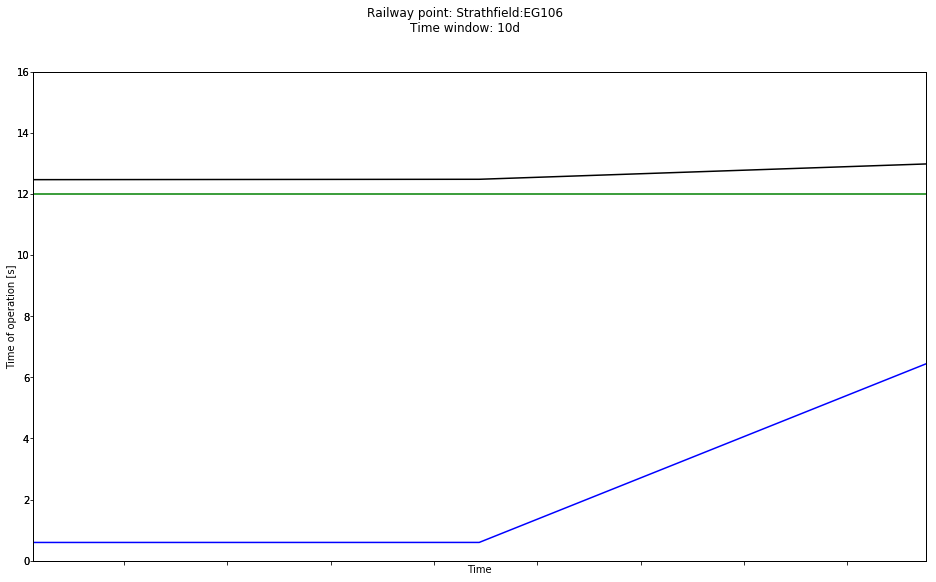 Railway point: Strathfield:EG106
Time window: 10d
16
14
12
10
8
6
4
2
0
Time of operation [s]
Time